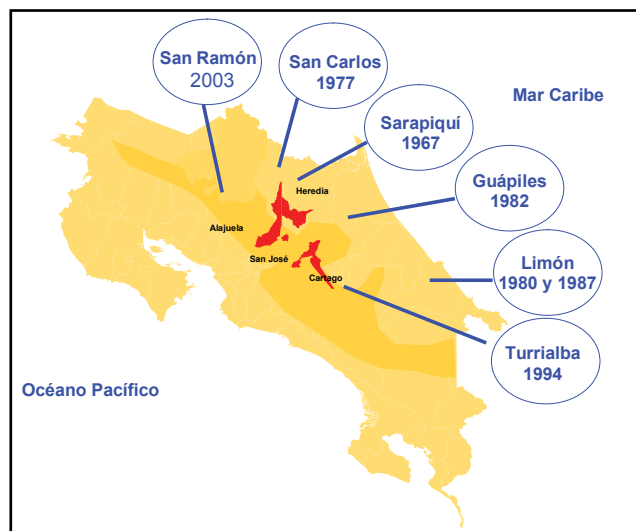 San Ramón
2003
San Carlos
1977
Mar Caribe
Sarapiquí
1967
Heredia
Guápiles
1982
Alajuela
San José
Cartago
Limón
1980 y 1987
Turrialba
1994
Océano Pacífico